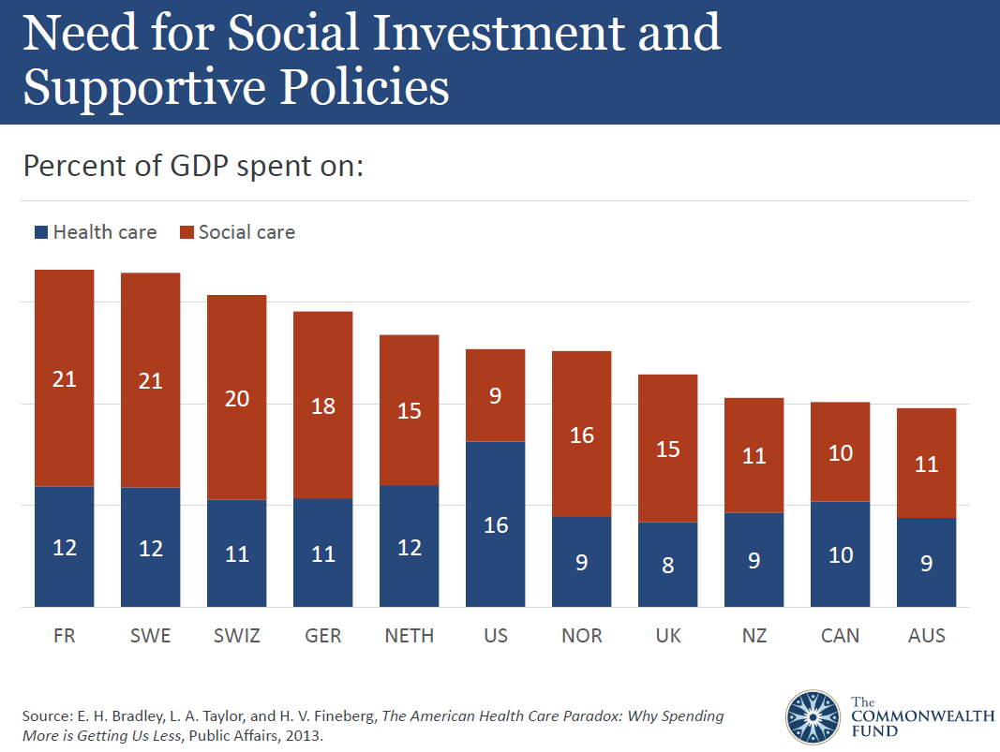 Need for Social Investment and
Supportive Policies
Percent of GDP spent on:
Health care Social care
21 21 20 18 15 9 16 15 11 10 11
12 12 11 11 12 16 9 8 9 10 9
FR SWE SWIZ GER NETH US NOR UK NZ CAN AUS
Source: E. H. Bradley, L. A. Taylor, and H. V. Fineberg, The American Health Care Paradox: Why Spending
More is Getting Us Less, Public Affairs, 2013.
The
COMMONWEALTH
FUND